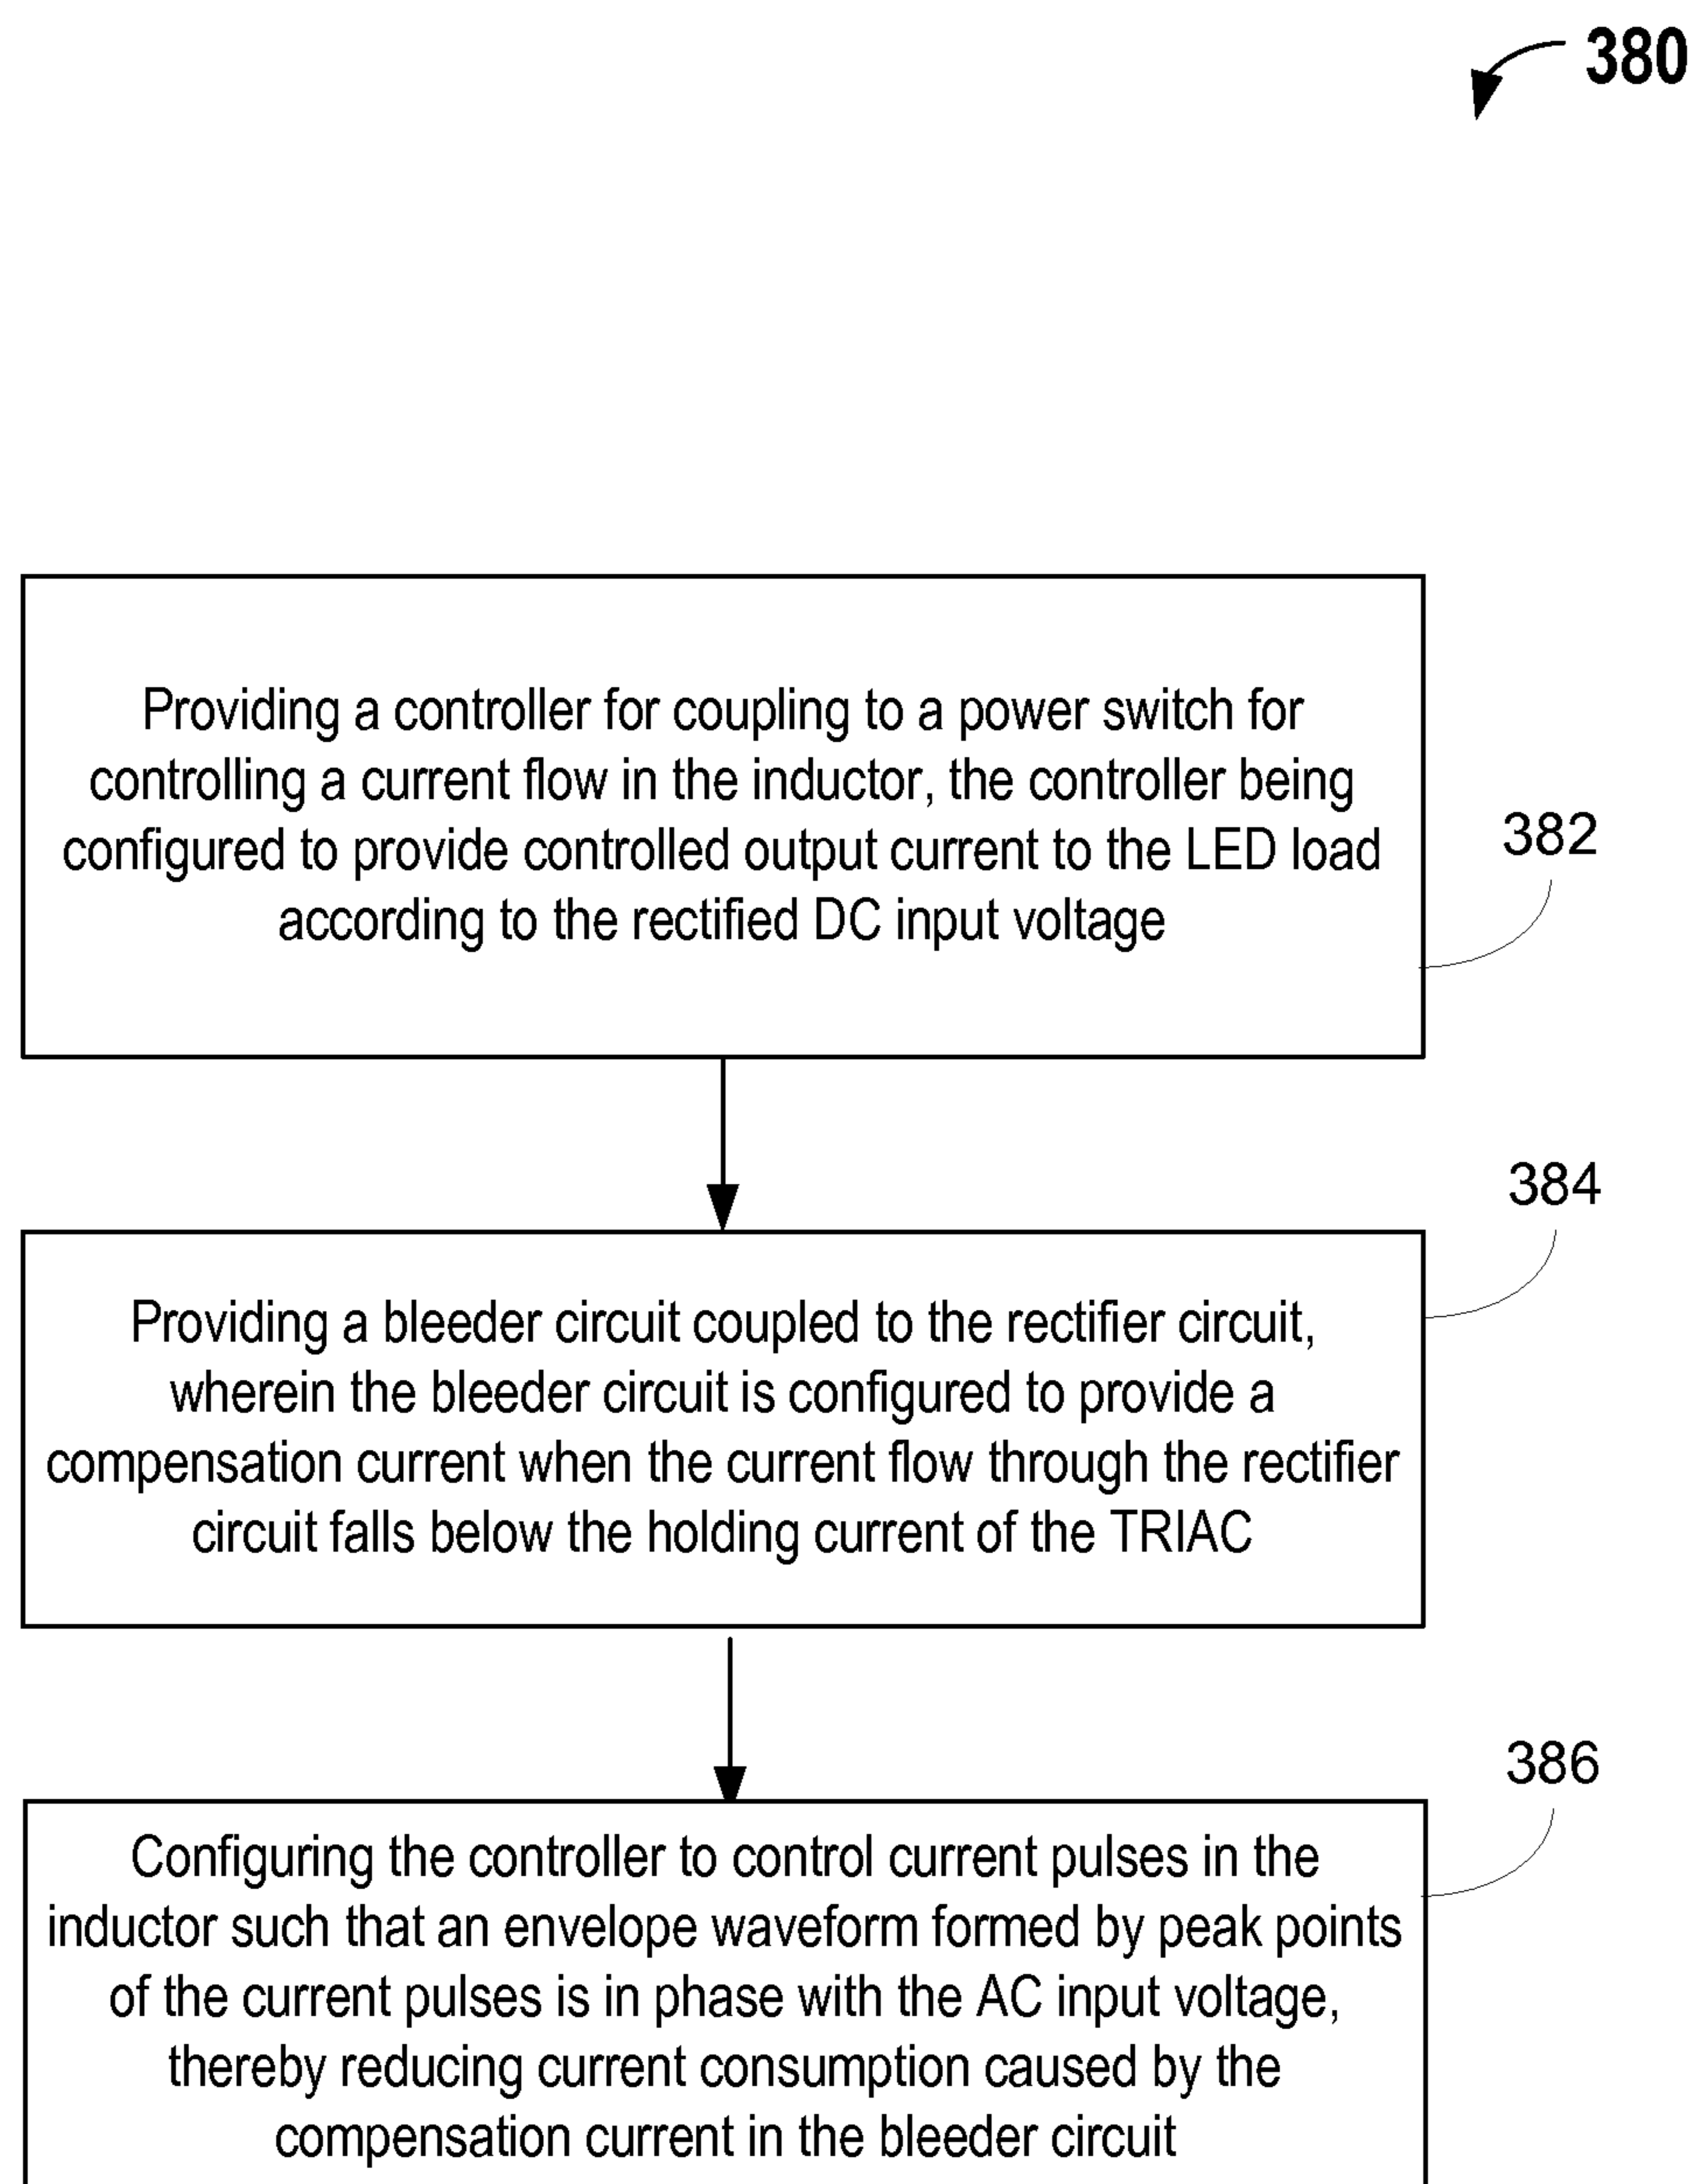 380
Providing a controller for coupling to a power switch for
controlling a current flow in the inductor, the controller being
configured to provide controlled output current to the LED load
according to the rectified DC input voltage
382
384
Providing a bleeder circuit coupled to the rectifier circuit,
wherein the bleeder circuit is configured to provide a
compensation current when the current flow through the rectifier
circuit falls below the holding current of the TRIAC
386
Configuring the controller to control current pulses in the
inductor such that an envelope waveform formed by peak points
of the current pulses is in phase with the AC input voltage,
thereby reducing current consumption caused by the
compensation current in the bleeder circuit